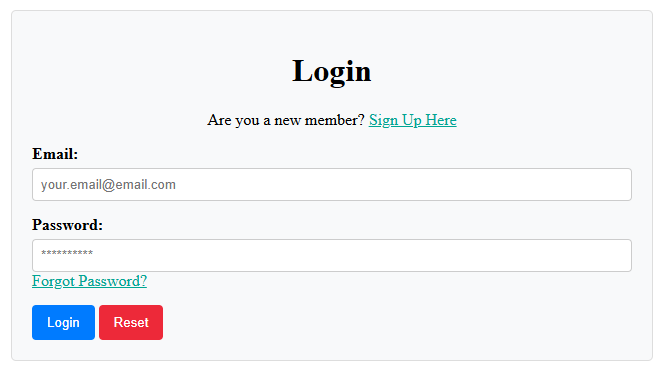 Login
Are you a new member? Sign Up Here
Email:
your.email@email.com
Password:
**********
Forgot Password?
Login Reset